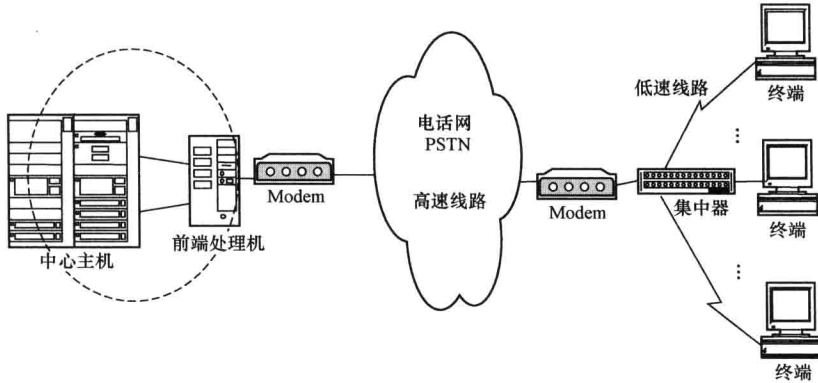 中心主机
前端处理机
Modem
电话网
PSTN
高速线路
Modem
低速线路
集中器
终端
…
终端
…
终端